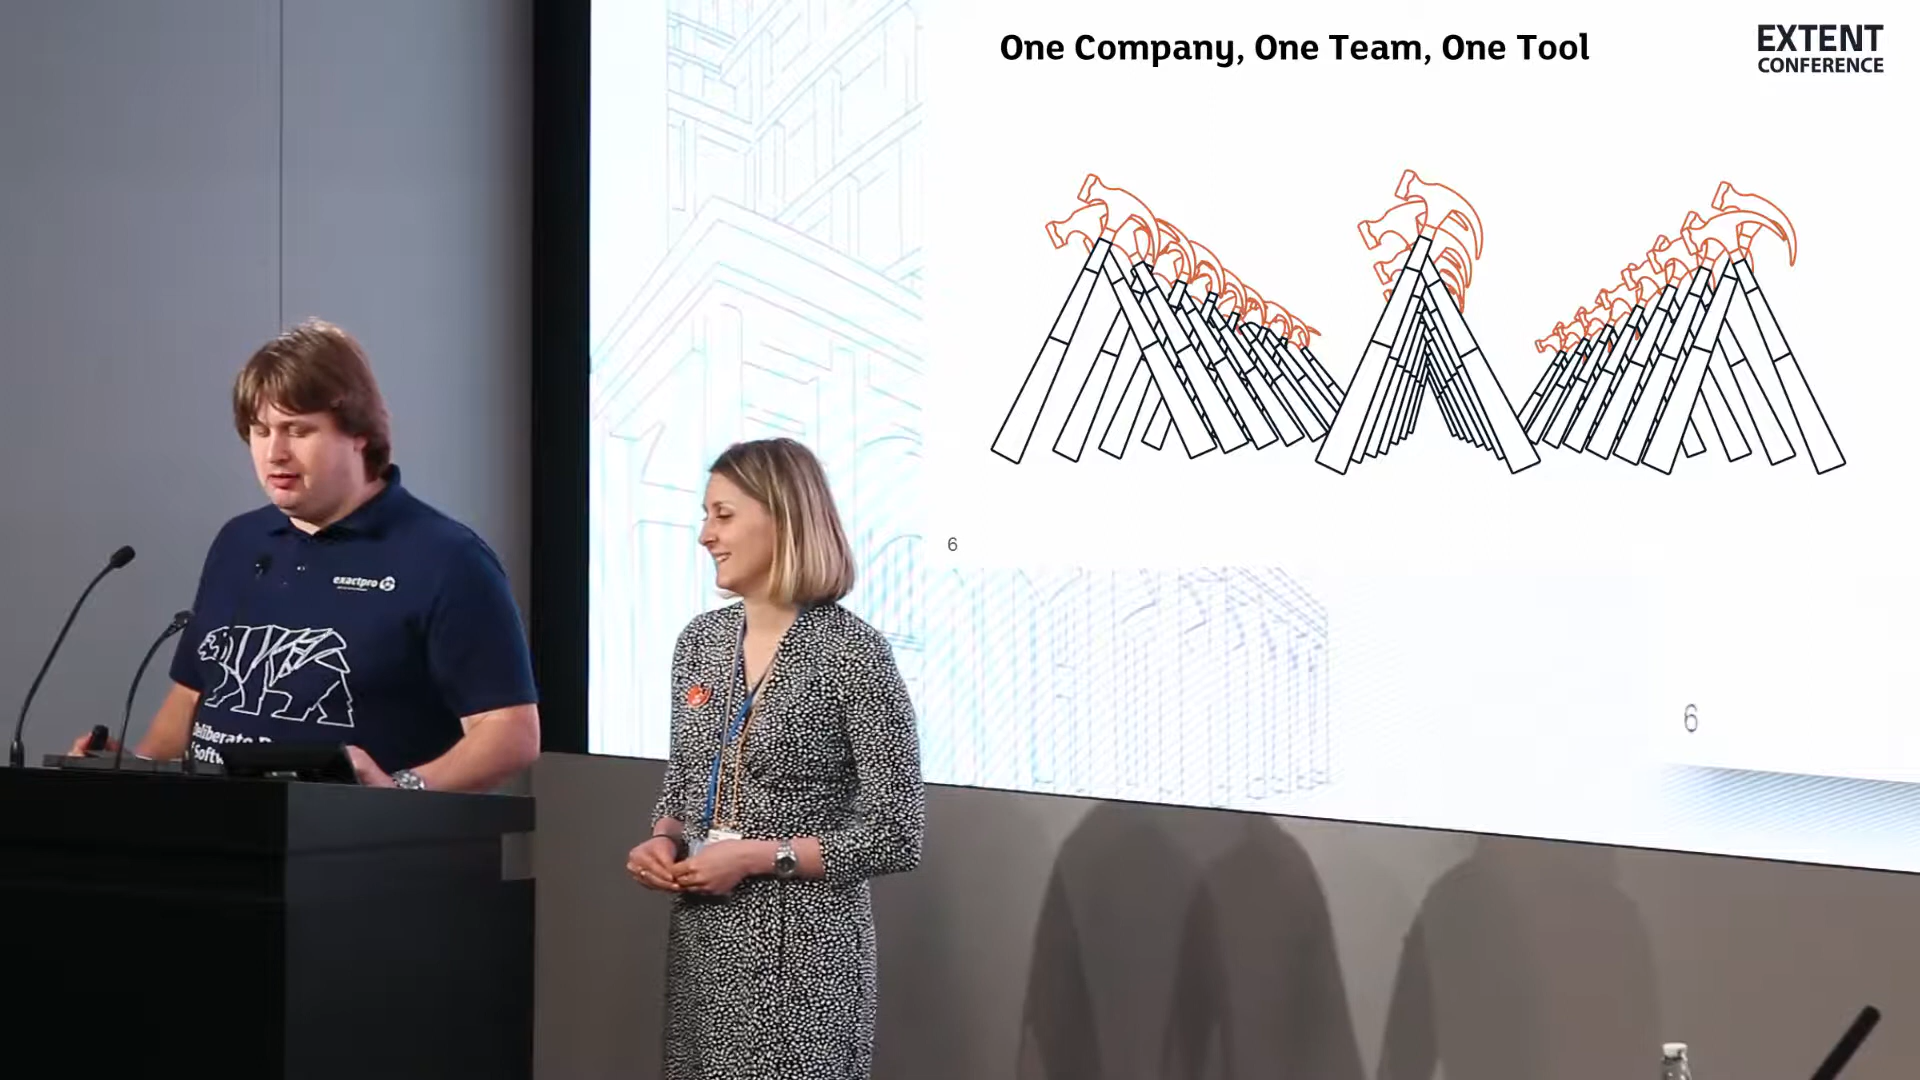 One Company, One Team, One Tool
EXTENT
CONFERENCE
6
6
exactpro